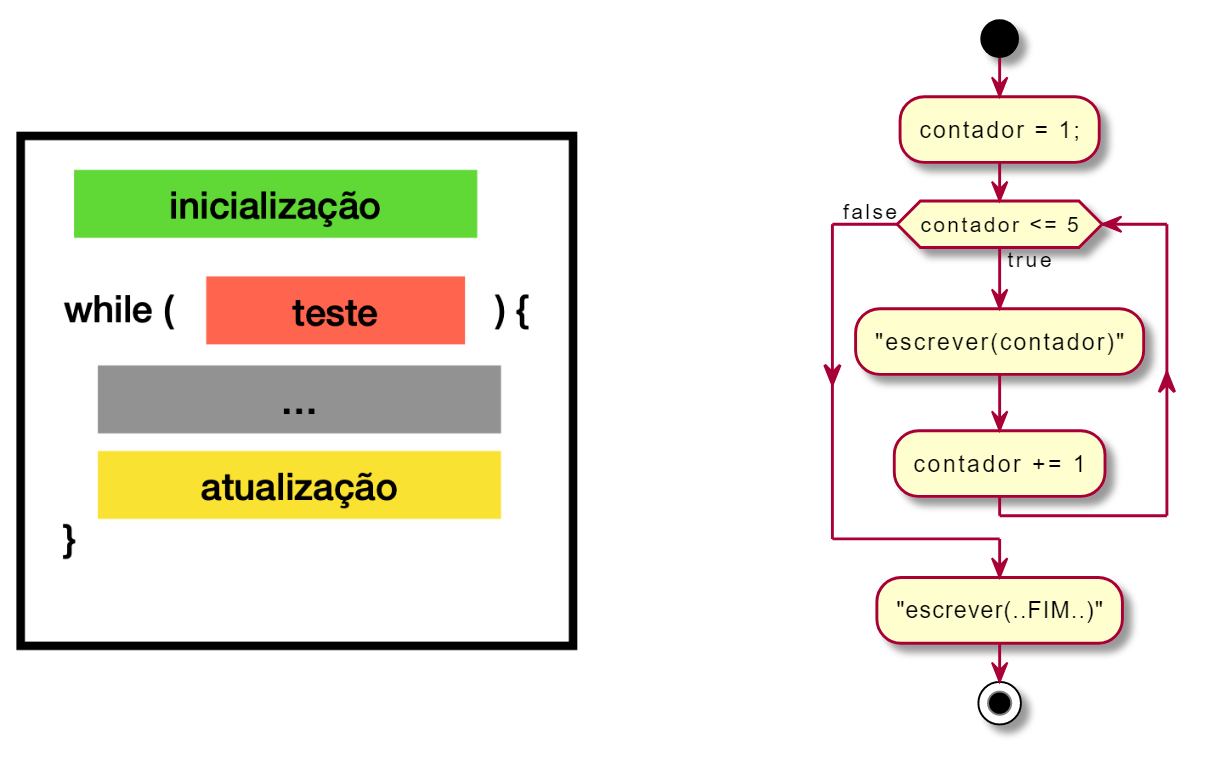 inicialização
while ( teste ) {
...
atualização
}
contador = 1;
false
contador <= 5
true
"escrever(contador)"
contador += 1
"escrever(..FIM..)"